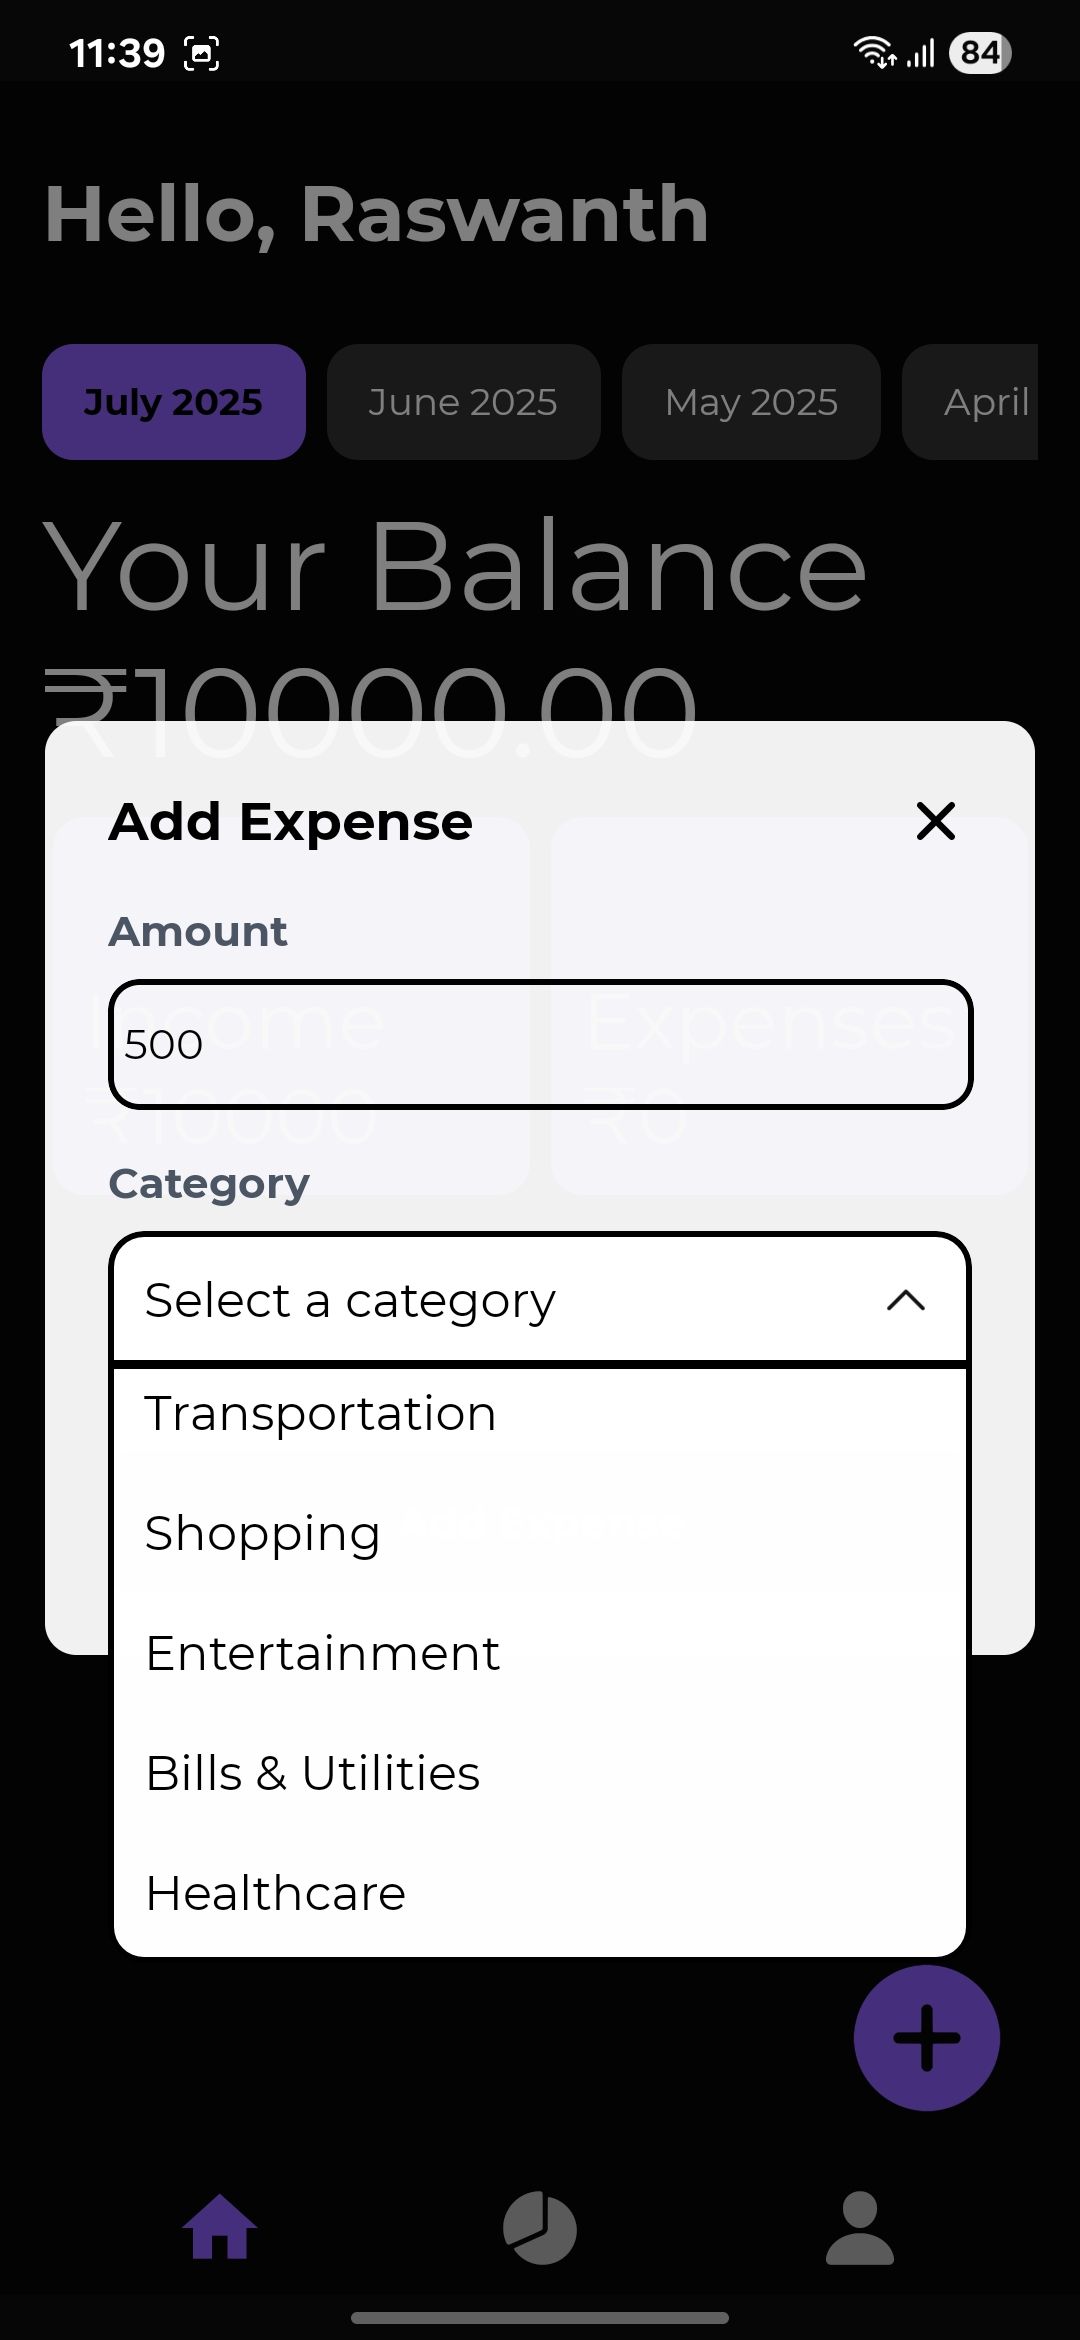 11:39
84
Hello, Raswanth
July 2025 June 2025 May 2025 April
Your Balance
₹10000.00
Add Expense
Amount
Income Expenses
500
₹10000 ₹0
Category
Select a category
Transportation
Shopping
Entertainment
Bills & Utilities
Healthcare